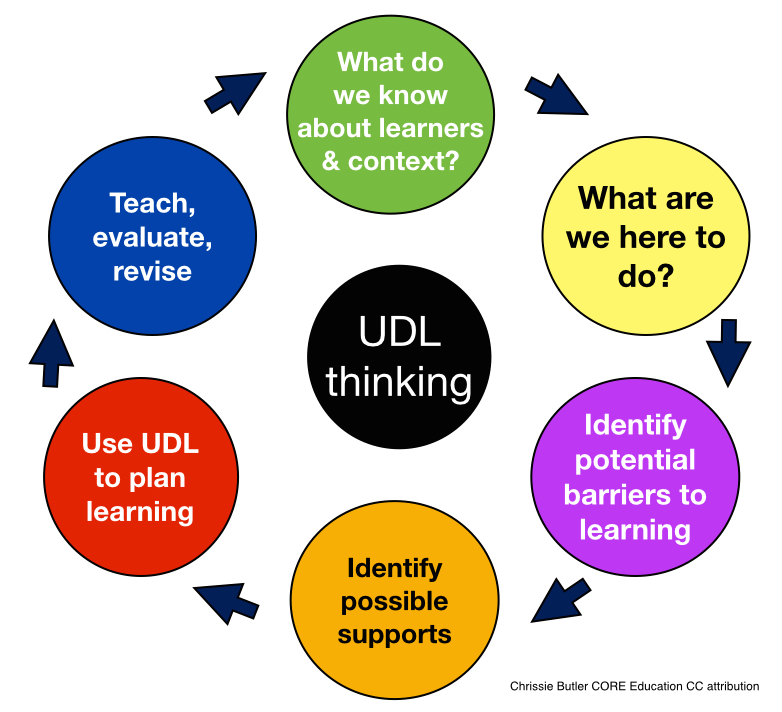 What do
we know
about learners
& context?
What are
we here to
do?
Identify
potential
barriers to
learning
Identify
possible
supports
Use UDL
to plan
learning
Teach,
evaluate,
revise
UDL
thinking
Chrissie Butler CORE Education CC attribution